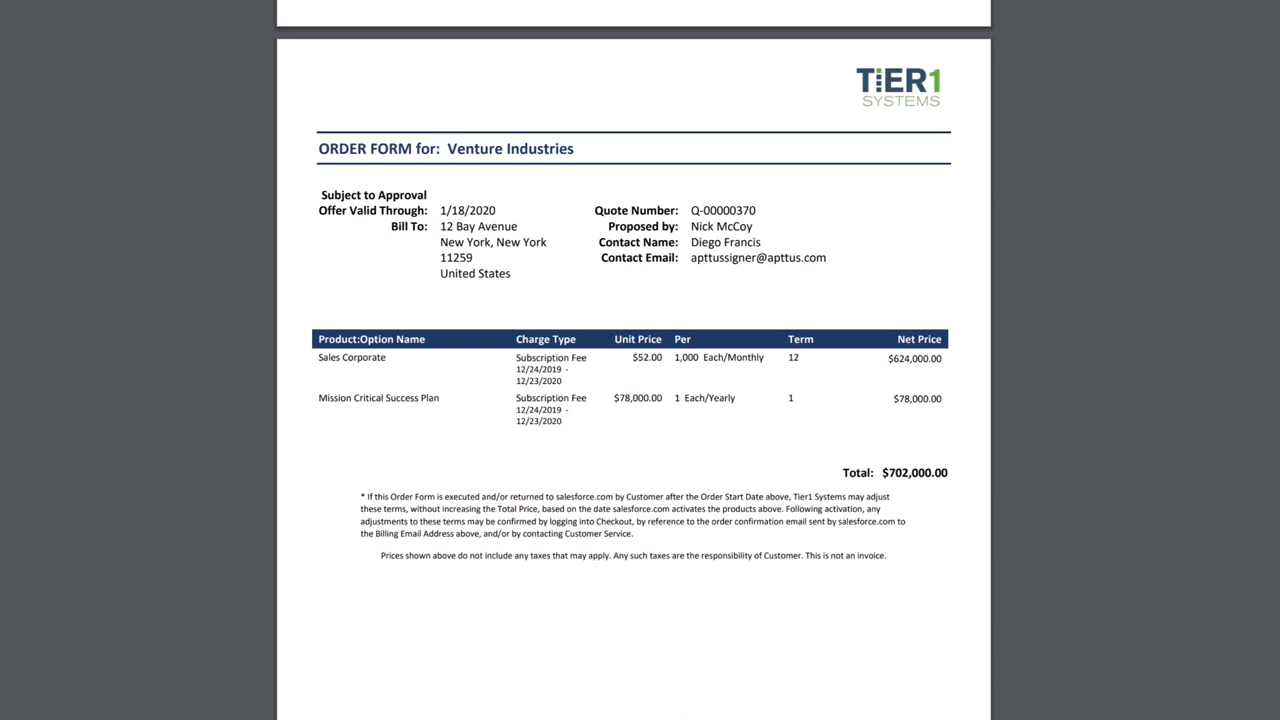 TiER1
SYSTEMS
ORDER FORM for: Venture Industries
Subject to Approval
Offer Valid Through: 1/18/2020 Quote Number: Q-00000370
Bill To: 12 Bay Avenue Proposed by: Nick McCoy
New York, New York Contact Name: Diego Francis
11259 Contact Email: apttussigner@apttus.com
United States
Product:Option Name Charge Type Unit Price Per Term Net Price
Sales Corporate Subscription Fee $52.00 1,000 Each/Monthly 12 $624,000.00
12/24/2019 -
12/23/2020
Mission Critical Success Plan Subscription Fee $78,000.00 1 Each/Yearly 1 $78,000.00
12/24/2019 -
12/23/2020
Total: $702,000.00
* If this Order Form is executed and/or returned to salesforce.com by Customer after the Order Start Date above, Tier1 Systems may adjust
these terms, without increasing the Total Price, based on the date salesforce.com activates the products above. Following activation, any
adjustments to these terms may be confirmed by logging into Checkout, by reference to the order confirmation email sent by salesforce.com to
the Billing Email Address above, and/or by contacting Customer Service.
Prices shown above do not include any taxes that may apply. Any such taxes are the responsibility of Customer. This is not an invoice.